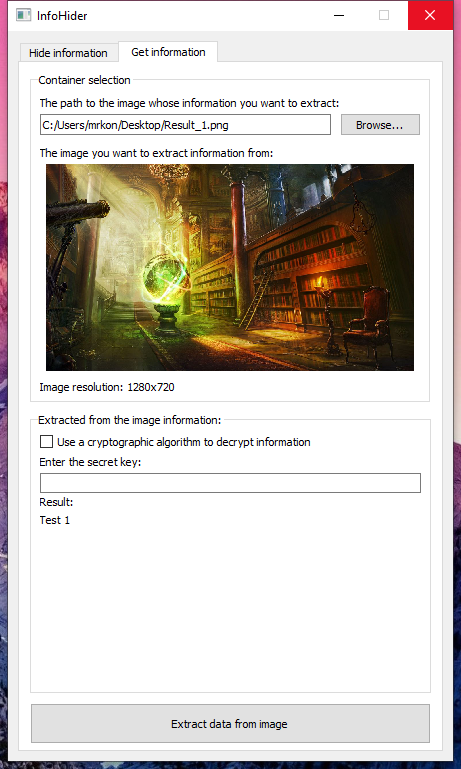 InfoHider
Hide information
Get information
Container selection
The path to the image whose information you want to extract:
C:/Users/mrkon/Desktop/Result_1.png
Browse...
The image you want to extract information from:
Image resolution: 1280x720
Extracted from the image information:
Use a cryptographic algorithm to decrypt information
Enter the secret key:
Result:
Test 1
Extract data from image